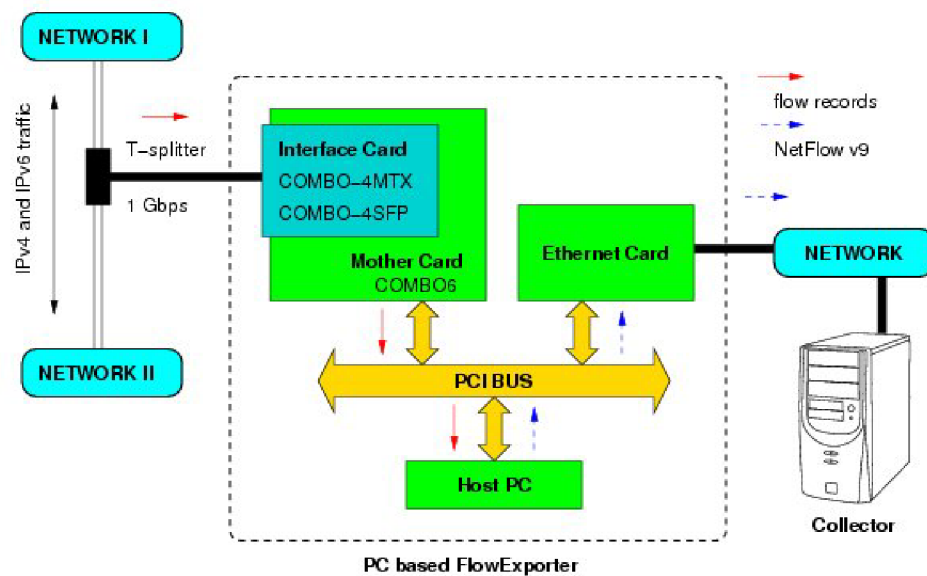 NETWORK I
IPv4 and IPv6 traffic
T-splitter
1 Gbps
NETWORK II
Interface Card
COMBO-4MTX
COMBO-4SFP
Mother Card
COMBO6
Ethernet Card
PCI BUS
Host PC
PC based FlowExporter
flow records
NetFlow v9
NETWORK
Collector